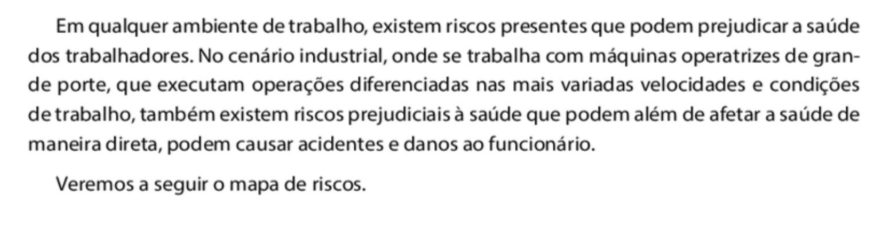 Em qualquer ambiente de trabalho, existem riscos presentes que podem prejudicar a saúde
dos trabalhadores. No cenário industrial, onde se trabalha com máquinas operatrizes de gran-
de porte, que executam operações diferenciadas nas mais variadas velocidades e condições
de trabalho, também existem riscos prejudiciais à saúde que podem além de afetar a saúde de
maneira direta, podem causar acidentes e danos ao funcionário.
Veremos a seguir o mapa de riscos.